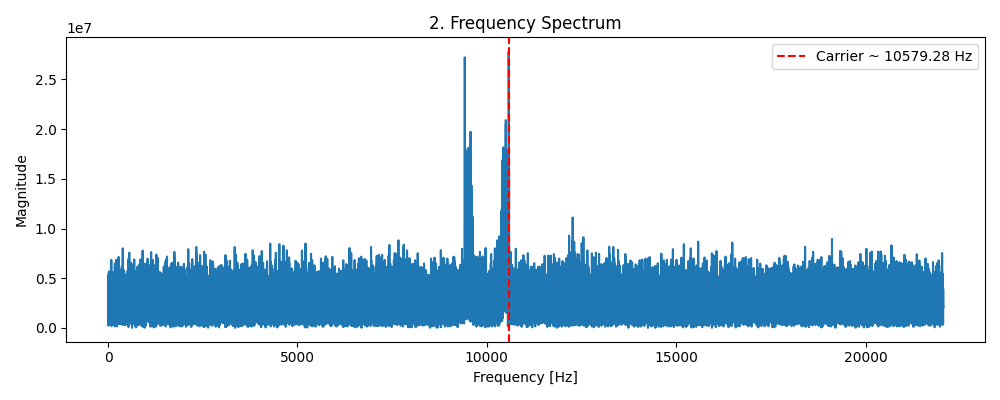 2. Frequency Spectrum
1e7
Carrier ~ 10579.28 Hz
2.5
2.0
1.5
1.0
0.5
0.0
Magnitude
0 5000 10000 15000 20000
Frequency [Hz]